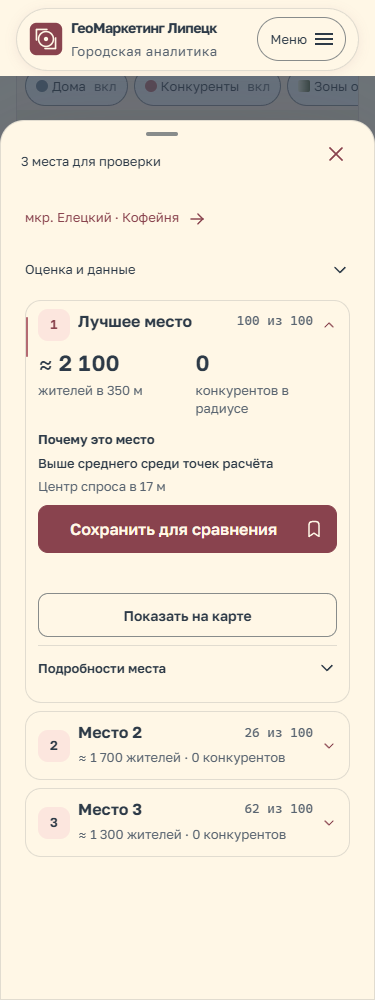 ГеоМаркетинг Липецк
Городская аналитика
Меню
Дома вкл
Конкуренты вкл
Зоны о
3 места для проверки
мкр. Елецкий · Кофейня
Оценка и данные
1
Лучшее место
100 из 100
≈ 2 100
0
жителей в 350 м
конкурентов в
радиусе
Почему это место
Выше среднего среди точек расчёта
Центр спроса в 17 м
Сохранить для сравнения
Показать на карте
Подробности места
2
Место 2
26 из 100
≈ 1 700 жителей · 0 конкурентов
3
Место 3
62 из 100
≈ 1 300 жителей · 0 конкурентов